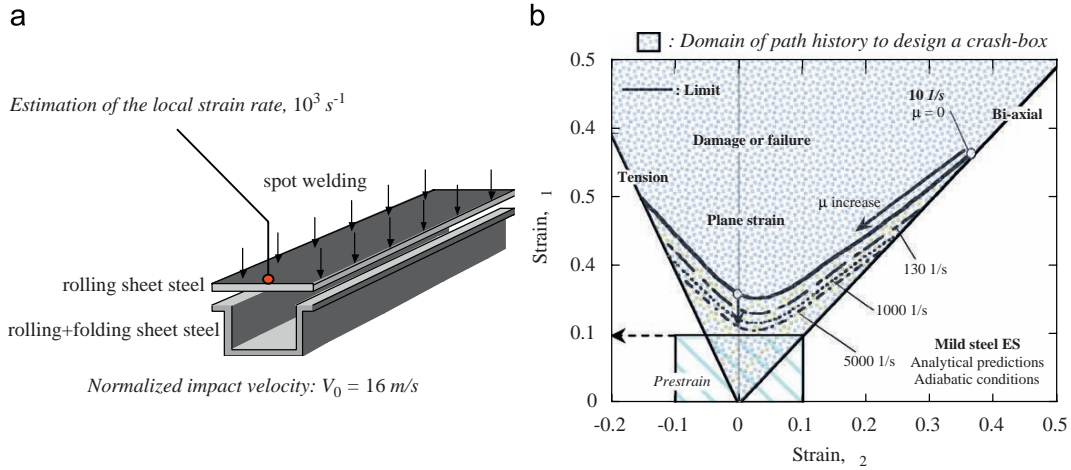 a
Estimation of the local strain rate, 10³ s⁻¹
spot welding
rolling sheet steel
rolling+folding sheet steel
Normalized impact velocity: V₀ = 16 m/s
b
: Domain of path history to design a crash-box
0.5
: Limit
10 1/s
μ = 0
Bi-axial
0.4
Damage or failure
Tension
0.5
Plane strain
μ increase
Strain, ₁
0.4
130 1/s
1000 1/s
0.1
5000 1/s
Mild steel ES
Analytical predictions
Adiabatic conditions
Prestrain
0
-0.2 -0.1 0 0.1 0.2 0.3 0.4 0.5
Strain, ₂